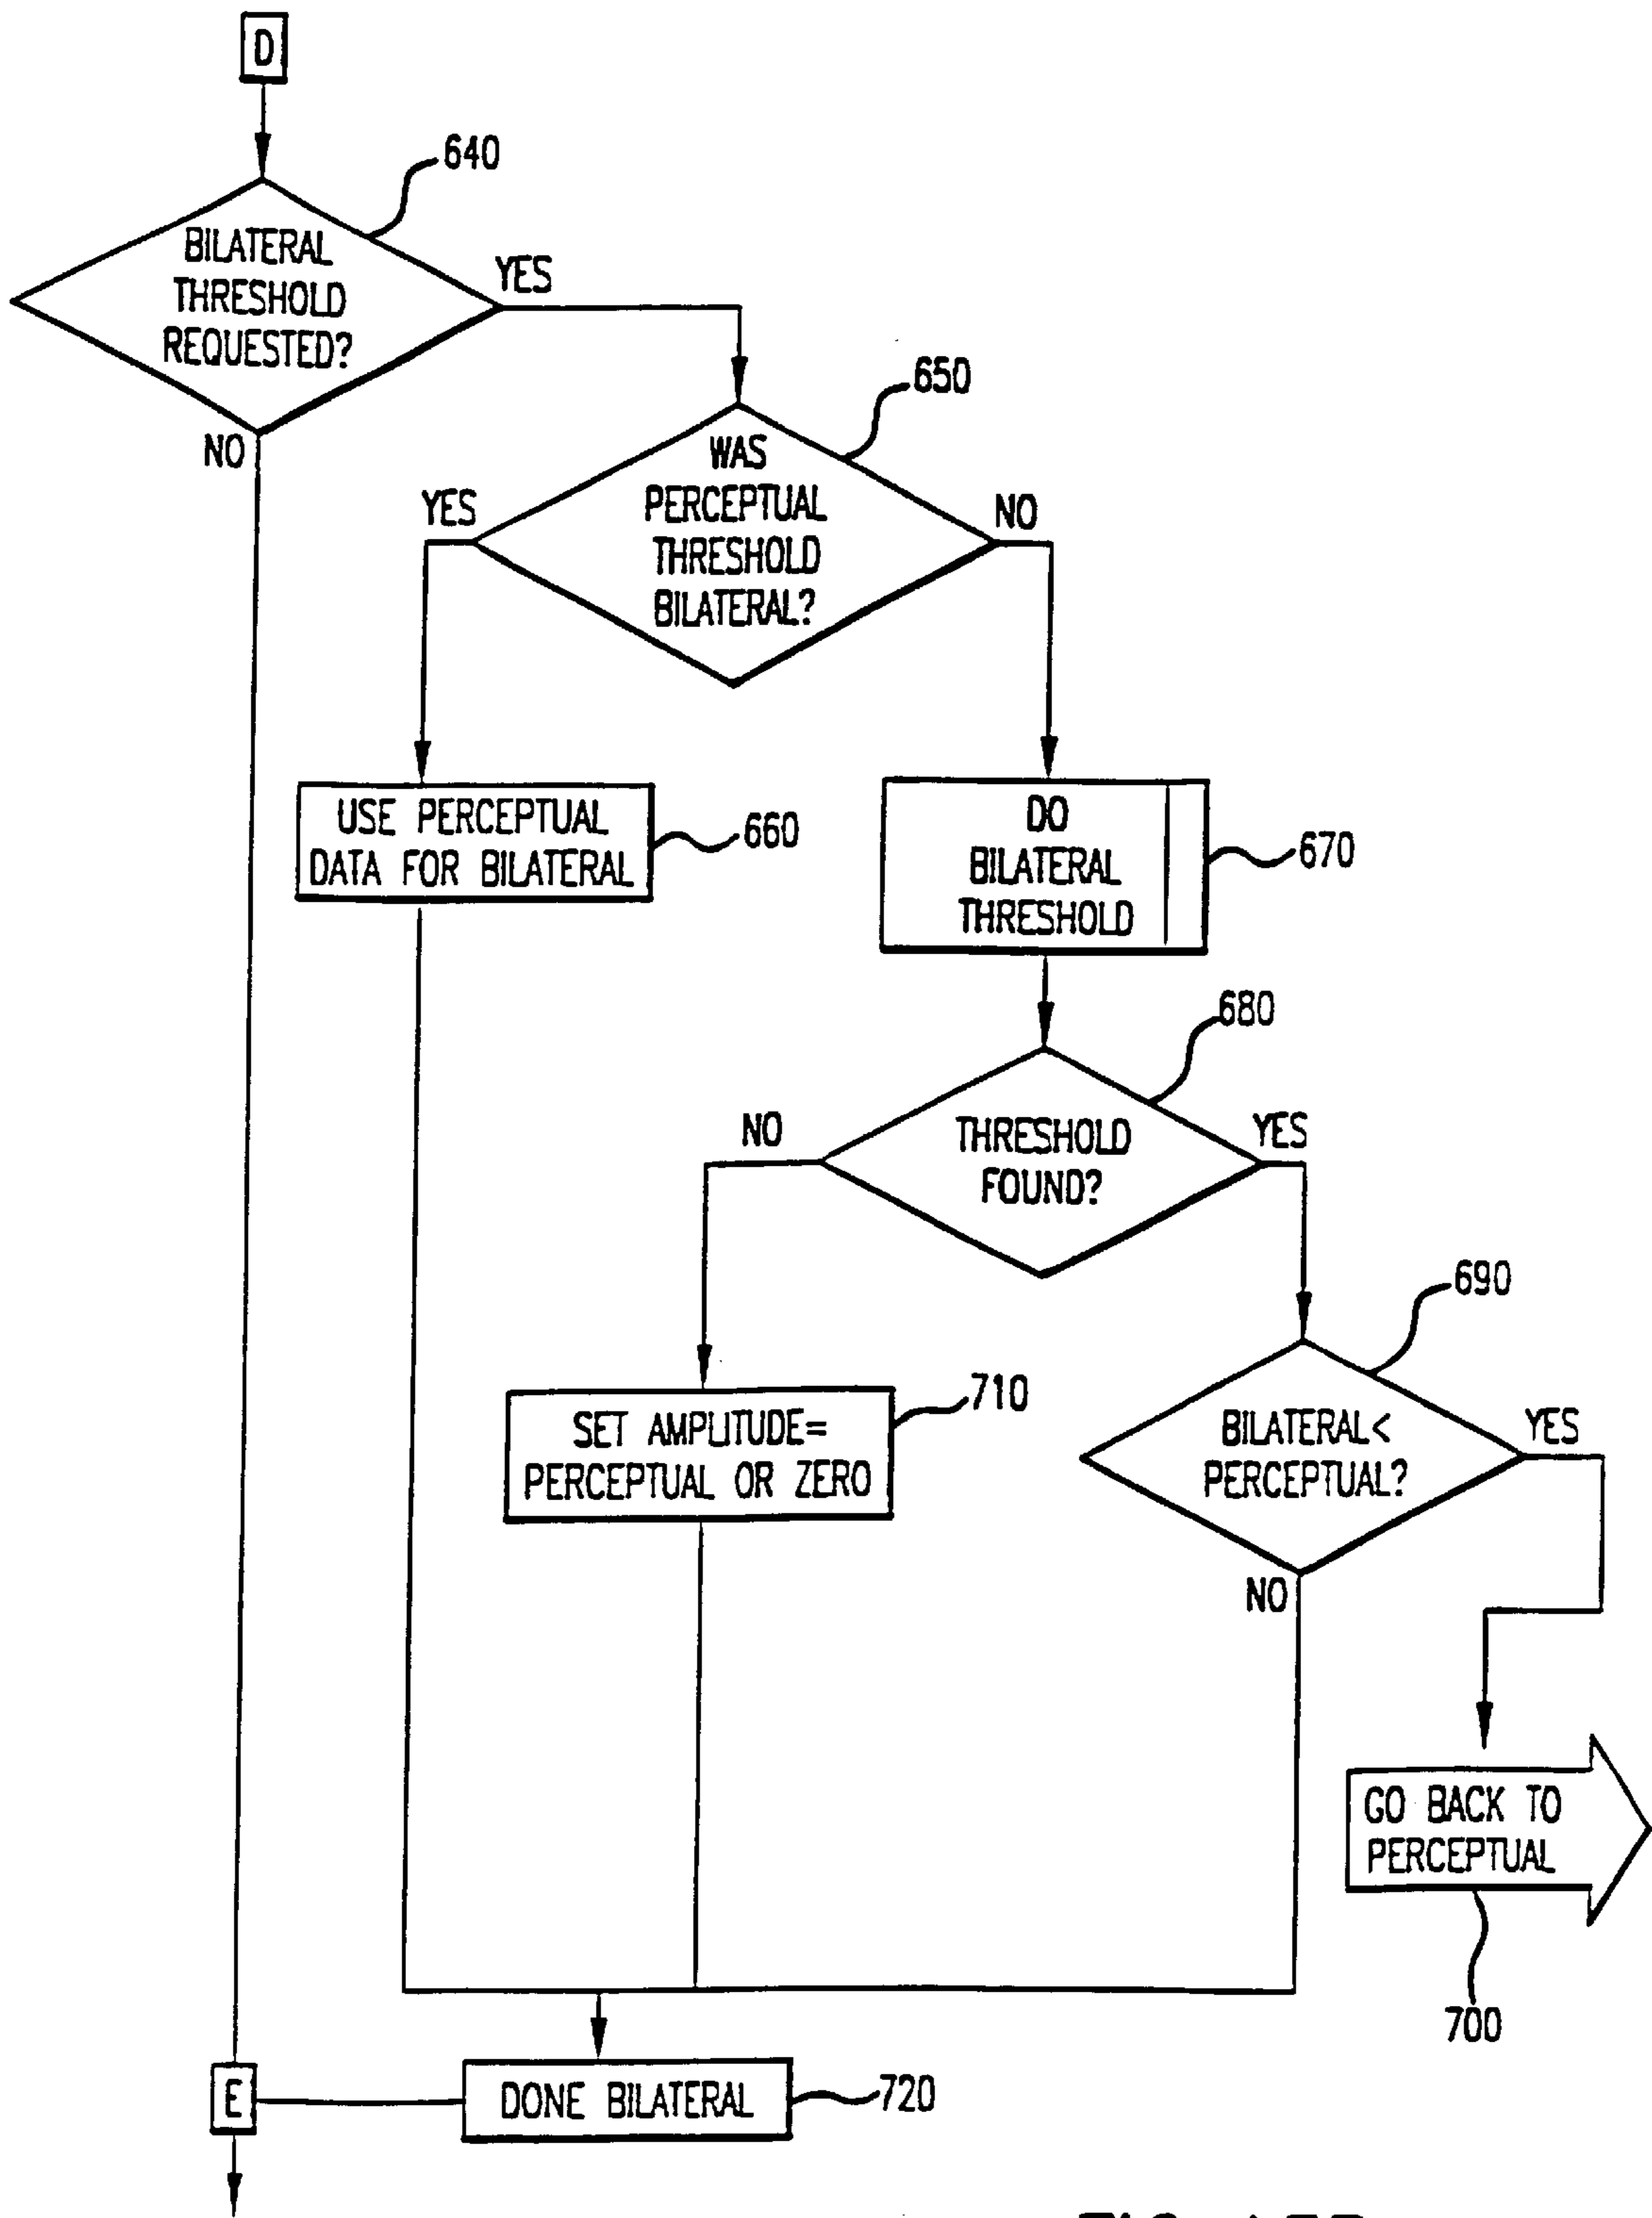 D
640
BILATERAL
THRESHOLD
REQUESTED?
YES
NO
650
WAS
PERCEPTUAL
THRESHOLD
BILATERAL?
YES
NO
USE PERCEPTUAL
DATA FOR BILATERAL
660
DO
BILATERAL
THRESHOLD
670
680
THRESHOLD
FOUND?
NO
YES
690
BILATERAL<
PERCEPTUAL?
YES
NO
SET AMPLITUDE=
PERCEPTUAL OR ZERO
710
GO BACK TO
PERCEPTUAL
700
E
DONE BILATERAL
720